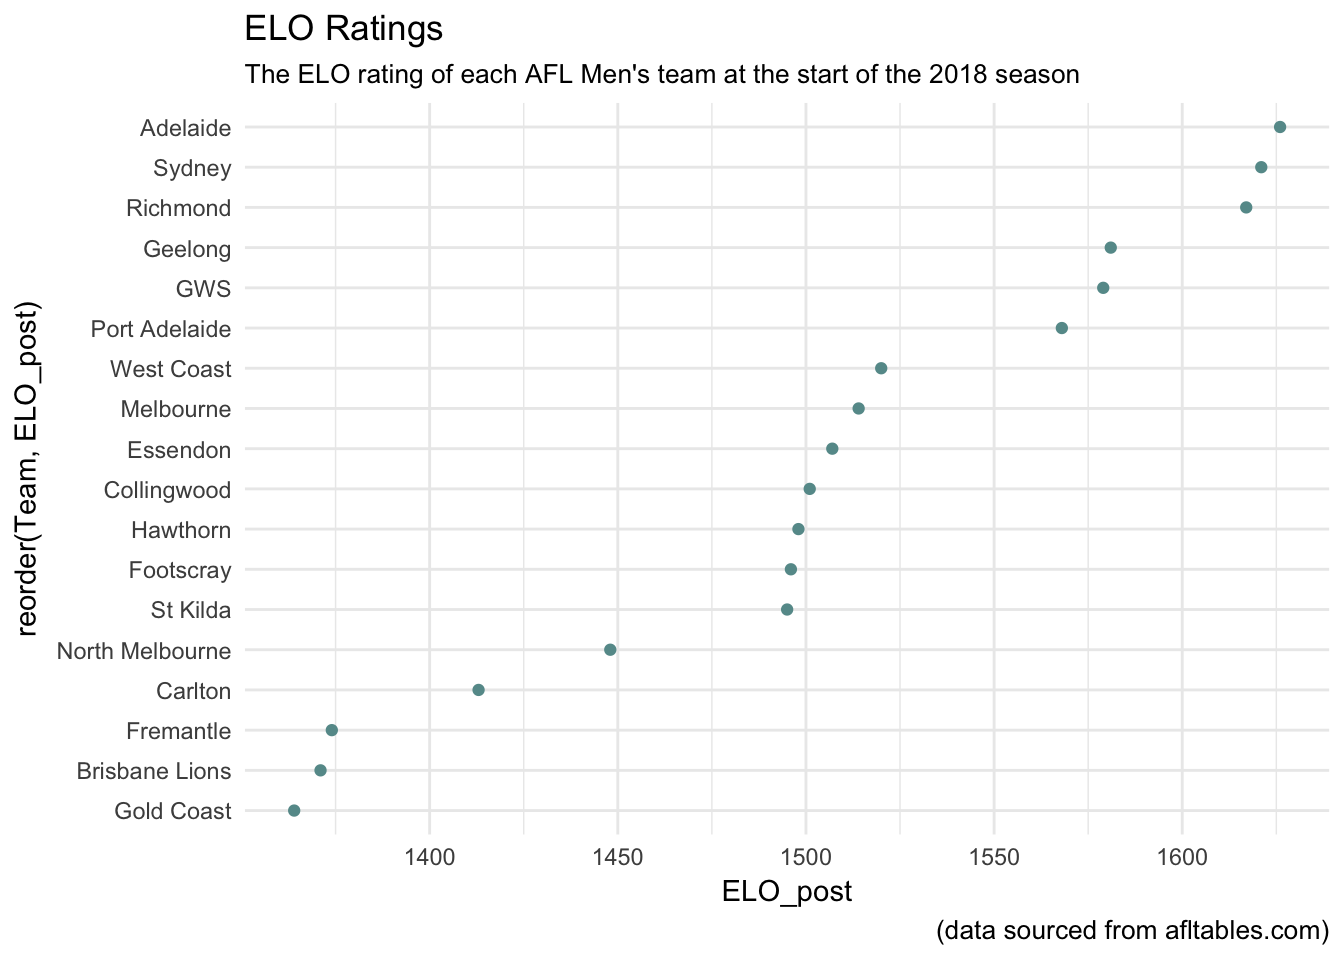 ELO Ratings
The ELO rating of each AFL Men's team at the start of the 2018 season
reorder(Team, ELO_post)
Adelaide
Sydney
Richmond
Geelong
GWS
Port Adelaide
West Coast
Melbourne
Essendon
Collingwood
Hawthorn
Footscray
St Kilda
North Melbourne
Carlton
Fremantle
Brisbane Lions
Gold Coast
1400 1450 1500 1550 1600
ELO_post
(data sourced from afltables.com)